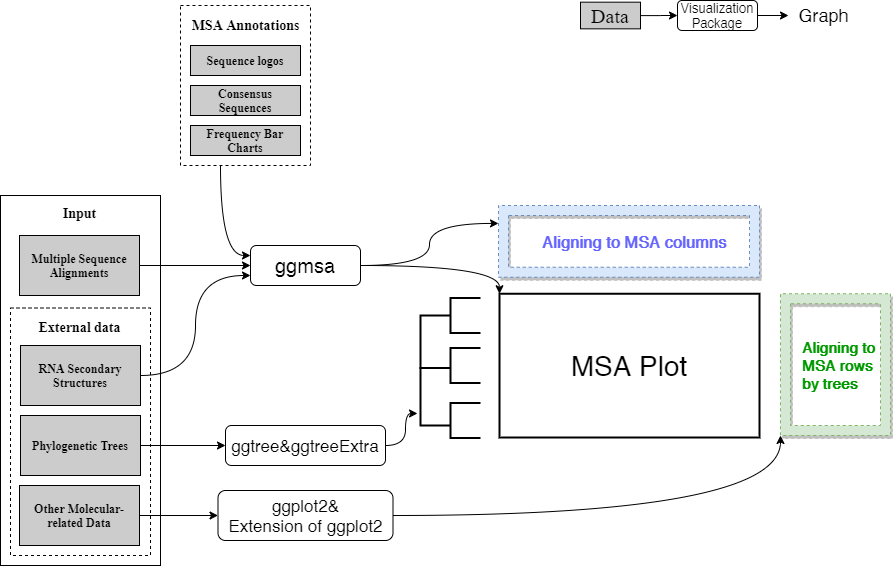 MSA Annotations
Sequence logos
Consensus
Sequences
Frequency Bar
Charts
Data
Visualization
Package
Graph
Input
Multiple Sequence
Alignments
External data
RNA Secondary
Structures
Phylogenetic Trees
Other Molecular-
related Data
ggmsa
ggtree&ggtreeExtra
ggplot2&
Extension of ggplot2
Aligning to MSA columns
MSA Plot
Aligning to
MSA rows
by trees